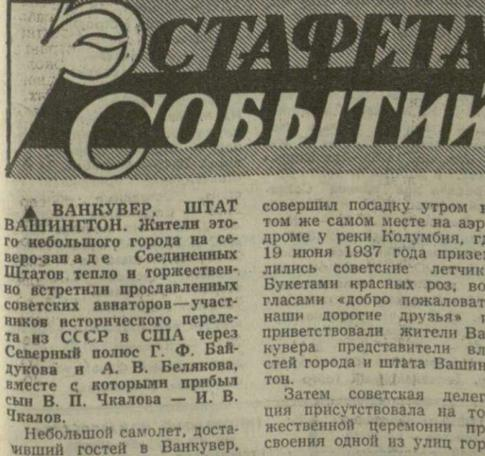 ЭСТАФЕТА
СОБЫТИЙ
▲ ВАНКУВЕР, ШТАТ
ВАШИНГТОН. Жители это-
го небольшого города на се-
веро-западе Соединенных
Штатов тепло и торжествен-
но встретили прославленных
советских авиаторов — участ-
ников исторического переле-
та из СССР в США через
Северный полюс Г. Ф. Бай-
дукова и А. В. Белякова,
вместе с которыми прибыл
сын В. П. Чкалова — И. В.
Чкалов.
Небольшой самолет, доста-
вивший гостей в Ванкувер,
совершил посадку утром
том же самом месте на аэр
дроме у реки Колумбия, гд
19 июня 1937 года призем
лились советские летчик
Букетами красных роз, во
гласами «добро пожаловат
наши дорогие друзья»
приветствовали жители Ва
кувера представители вл
стей города и штата Вашин
тон.
Затем советская делег
ция присутствовала на то
жественной церемонии пр
своения одной из улиц гор